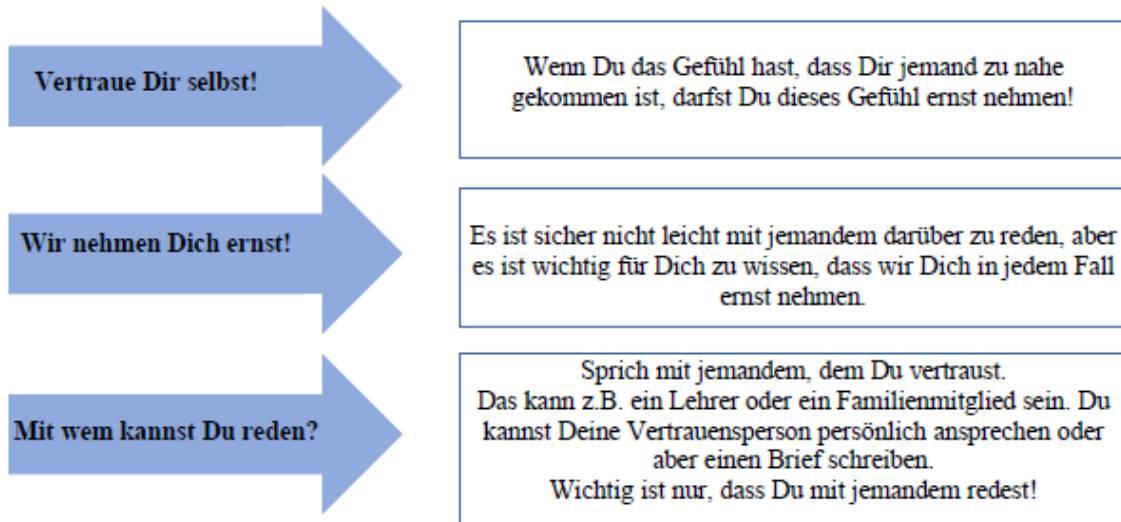 Vertraue Dir selbst!
Wenn Du das Gefühl hast, dass Dir jemand zu nahe
gekommen ist, darfst Du dieses Gefühl ernst nehmen!
Wir nehmen Dich ernst!
Es ist sicher nicht leicht mit jemandem darüber zu reden, aber
es ist wichtig für Dich zu wissen, dass wir Dich in jedem Fall
ernst nehmen.
Mit wem kannst Du reden?
Sprich mit jemandem, dem Du vertraust.
Das kann z.B. ein Lehrer oder ein Familienmitglied sein. Du
kannst Deine Vertrauensperson persönlich ansprechen oder
aber einen Brief schreiben.
Wichtig ist nur, dass Du mit jemandem redest!